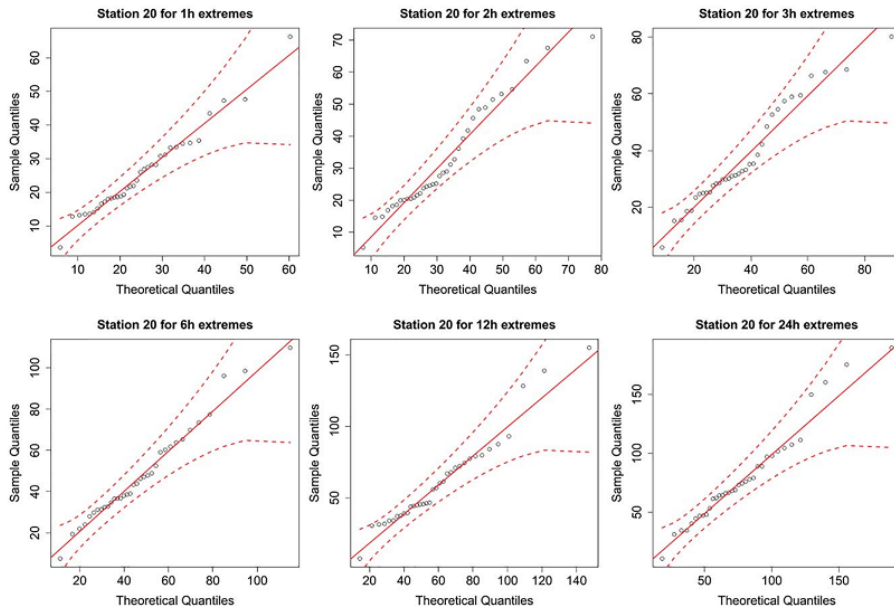 Station 20 for 1h extremes
Station 20 for 2h extremes
Station 20 for 3h extremes
Sample Quantiles
10 20 30 40 50 60
0 10 20 30 40 50 60
Theoretical Quantiles
Sample Quantiles
10 20 30 40 50 60 70
0 10 20 30 40 50 60 70 80
Theoretical Quantiles
Sample Quantiles
20 40 60 80
0 20 40 60 80
Theoretical Quantiles
Station 20 for 6h extremes
Station 20 for 12h extremes
Station 20 for 24h extremes
Sample Quantiles
20 40 60 80 100
20 40 60 80 100
Theoretical Quantiles
Sample Quantiles
50 100 150
20 40 60 80 100 120 140
Theoretical Quantiles
Sample Quantiles
50 100 150
50 100 150
Theoretical Quantiles